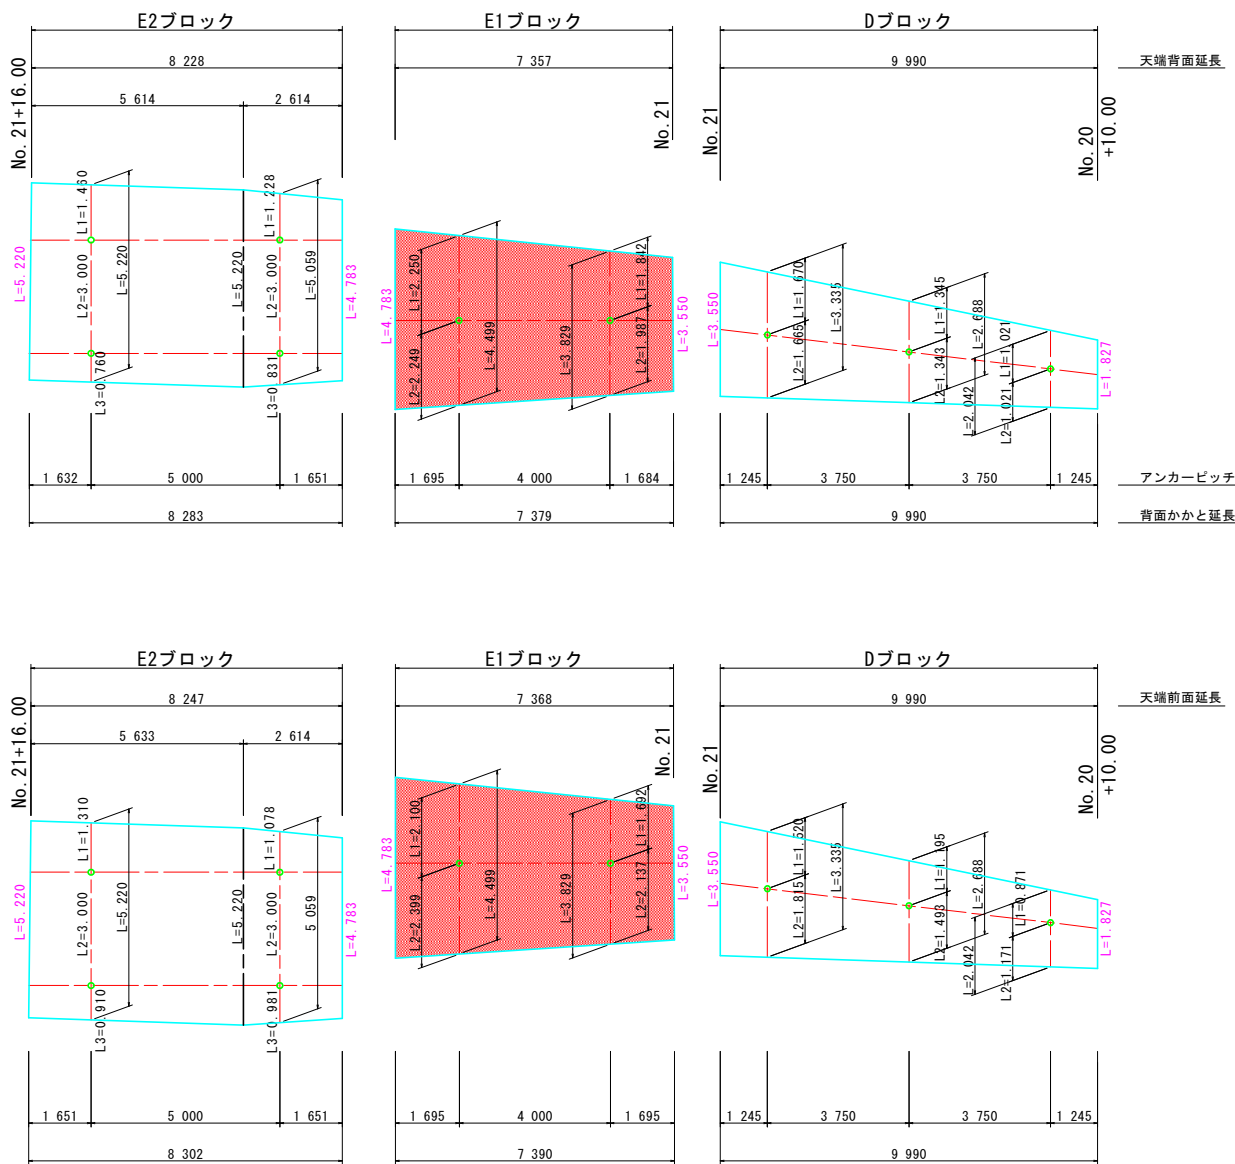 E2ブロック
E1ブロック
Dブロック
8 228
7 357
9 990
天端背面延長
5 614
2 614
No. 21+16. 00
No. 21
No. 21
No. 20
+10. 00
L=5. 220
L1=1. 460
L2=3. 000
L3=0. 760
L=5. 220
L=5. 220
L1=1. 228
L2=3. 000
L3=0. 831
L=5. 059
L=4. 783
L=4. 783
L1=2. 250
L2=2. 249
L=4. 499
L=3. 829
L1=1. 842
L2=1. 987
L=3. 550
L=3. 550
L1=1. 670
L2=1. 665
L=3. 335
L1=1. 345
L2=1. 343
L=2. 688
L=2. 042
L1=1. 021
L2=1. 021
L=1. 827
1 632
5 000
1 651
1 695
4 000
1 684
1 245
3 750
3 750
1 245
アンカーピッチ
8 283
7 379
9 990
背面かかと延長
E2ブロック
E1ブロック
Dブロック
8 247
7 368
9 990
天端前面延長
5 633
2 614
No. 21+16. 00
No. 21
No. 21
No. 20
+10. 00
L=5. 220
L1=1. 310
L2=3. 000
L3=0. 910
L=5. 220
L=5. 220
L1=1. 078
L2=3. 000
L3=0. 981
5 059
L=4. 783
L=4. 783
L1=2. 100
L2=2. 399
L=4. 499
L=3. 829
L1=1. 692
L2=2. 137
L=3. 550
L=3. 550
L1=1. 520
L2=1. 815
L=3. 335
L1=1. 195
L2=1. 493
L=2. 688
L=2. 042
L1=0. 871
L2=1. 171
L=1. 827
1 651
5 000
1 651
1 695
4 000
1 695
1 245
3 750
3 750
1 245
8 302
7 390
9 990